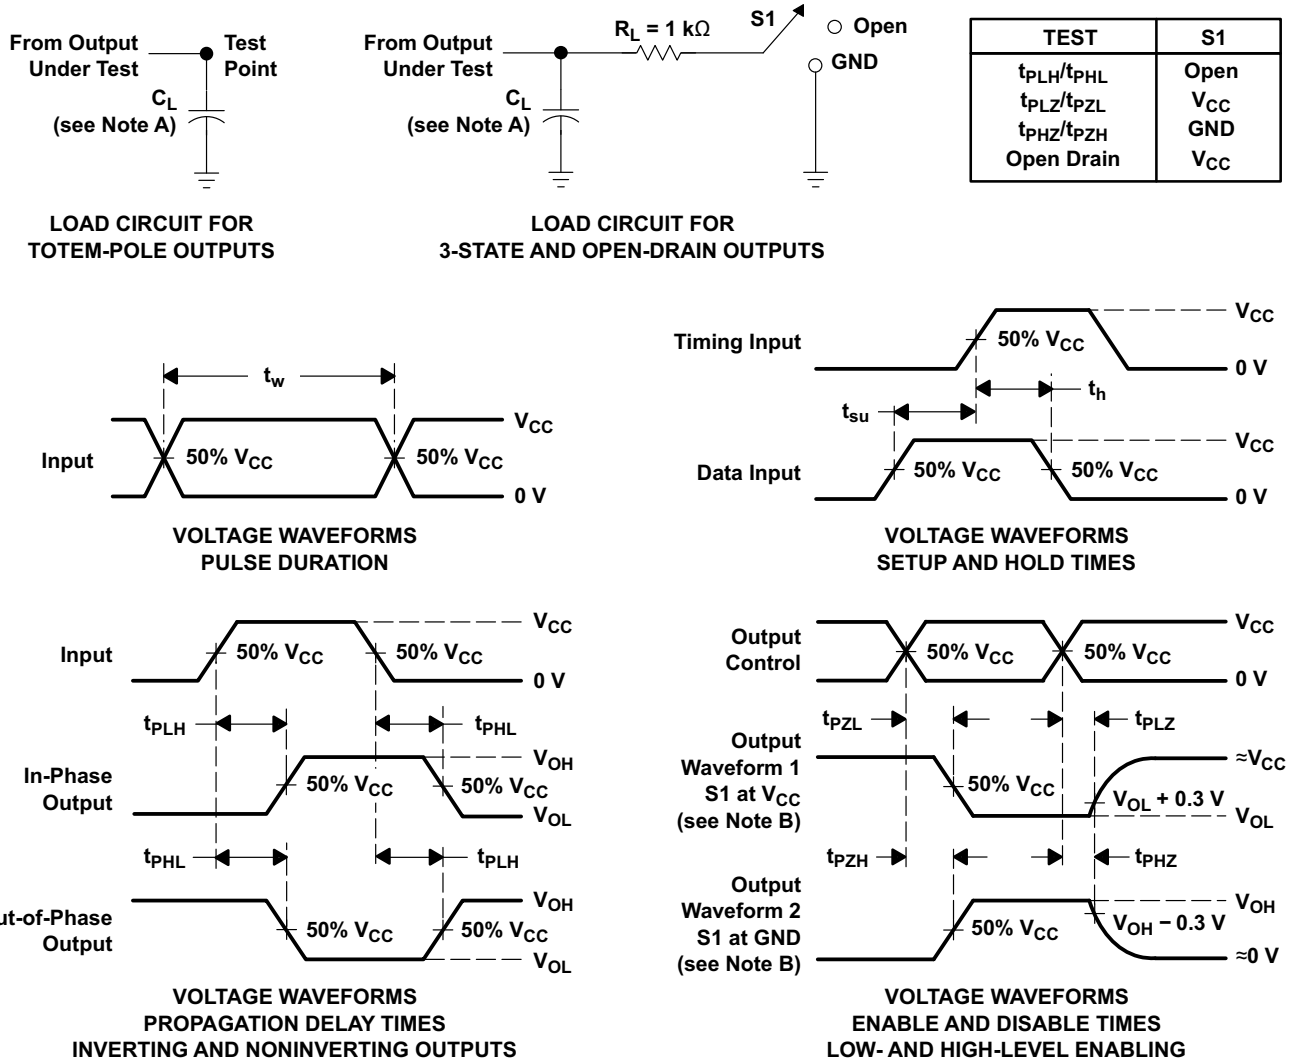 From Output
Under Test
Test
Point
CL
(see Note A)
LOAD CIRCUIT FOR
TOTEM-POLE OUTPUTS
From Output
Under Test
RL = 1 kΩ
S1
Open
GND
CL
(see Note A)
LOAD CIRCUIT FOR
3-STATE AND OPEN-DRAIN OUTPUTS
TEST S1
tPLH/tPHL Open
tPLZ/tPZL VCC
tPHZ/tPZH GND
Open Drain VCC
tw
Input
50% VCC
50% VCC
VCC
0 V
VOLTAGE WAVEFORMS
PULSE DURATION
Timing Input
50% VCC
VCC
0 V
tsu
th
Data Input
50% VCC
50% VCC
VCC
0 V
VOLTAGE WAVEFORMS
SETUP AND HOLD TIMES
Input
50% VCC
50% VCC
VCC
0 V
tPLH
tPHL
In-Phase
Output
50% VCC
50% VCC
VOH
VOL
tPHL
tPLH
ut-of-Phase
Output
50% VCC
50% VCC
VOH
VOL
VOLTAGE WAVEFORMS
PROPAGATION DELAY TIMES
INVERTING AND NONINVERTING OUTPUTS
Output
Control
50% VCC
50% VCC
VCC
0 V
tPZL
tPLZ
Output
Waveform 1
S1 at VCC
(see Note B)
50% VCC
VOL + 0.3 V
≈VCC
VOL
tPZH
tPHZ
Output
Waveform 2
S1 at GND
(see Note B)
50% VCC
VOH − 0.3 V
VOH
≈0 V
VOLTAGE WAVEFORMS
ENABLE AND DISABLE TIMES
LOW- AND HIGH-LEVEL ENABLING